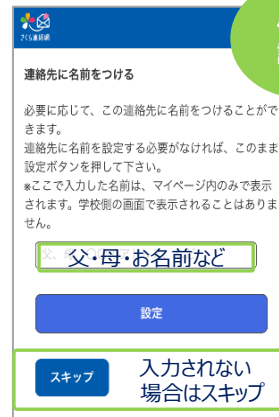 さくら連絡網
連絡先に名前をつける
必要に応じて、この連絡先に名前をつけることがで
きます。
連絡先に名前を設定する必要がなければ、このまま
設定ボタンを押して下さい。
※ここで入力した名前は、マイページ内のみで表示
されます。学校側の画面で表示されることはありま
せん。
父・母・お名前など
設定
スキップ
入力されない
場合はスキップ